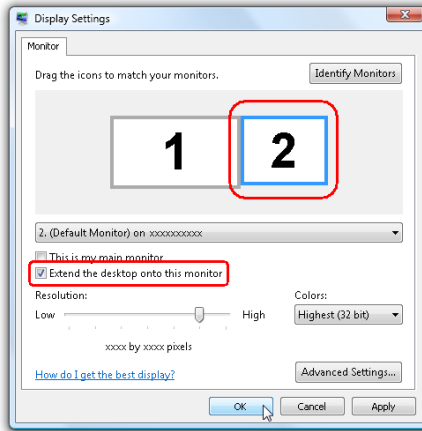 Display Settings
Monitor
Drag the icons to match your monitors.
Identify Monitors
1
2
2. (Default Monitor) on xxxxxxxxxx
This is my main monitor
Extend the desktop onto this monitor
Resolution:
Colors:
Low
High
Highest (32 bit)
xxxx by xxxx pixels
How do I get the best display?
Advanced Settings...
OK
Cancel
Apply